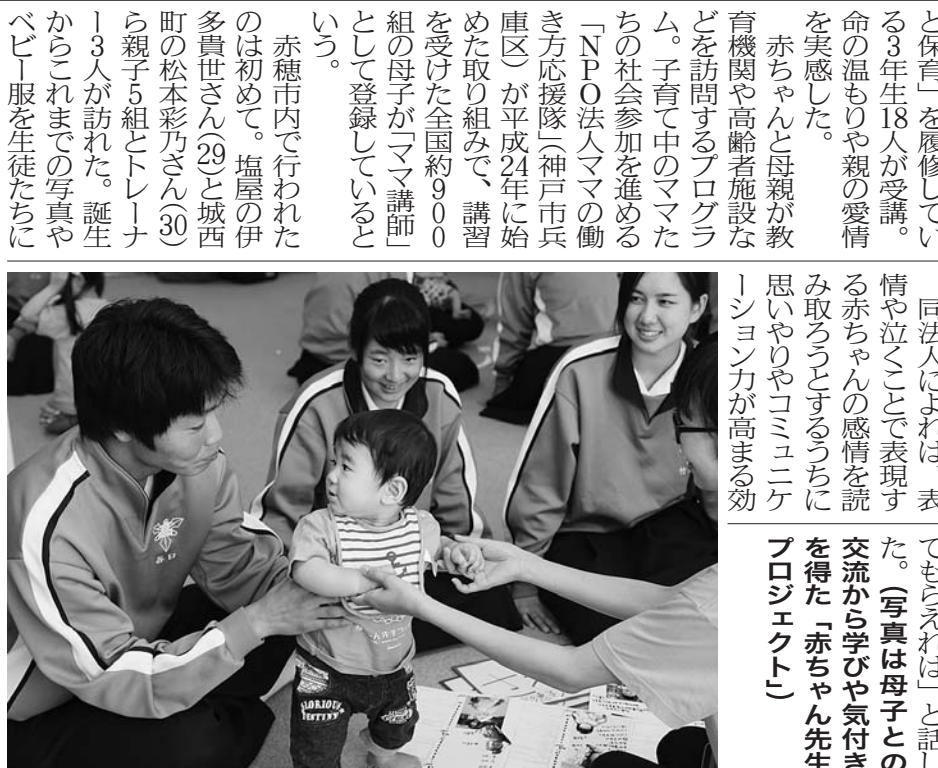 と保育」を履修してい
る3年生18人が受講。
命の温もりや親の愛情
を実感した。
赤ちゃんと母親が教
育機関や高齢者施設な
どを訪問するプログラ
ム。子育て中のママた
ちの社会参加を進める
「NPO法人ママの働
き方応援隊」(神戸市兵
庫区)が平成24年に始
めた取り組みで、講習
を受けた全国約900
組の母子が「ママ講師」
として登録していると
いう。
赤穂市内で行われた
のは初めて。塩屋の伊
多貴世さん(29)と城西
町の松本彩乃さん(30)
ら親子5組とトレーナ
ー3人が訪れた。誕生
からこれまでの写真や
ベビー服を生徒たちに
同法人によれば、表
情や泣くことで表現す
る赤ちゃんの感情を読
み取ろうとするうちに
思いやりやコミュニケ
ーション力が高まる効
てもらえれば」と話し
た。(写真は母子との
交流から学びや気付き
を得た「赤ちゃん先生
プロジェクト」)
GLORIOUS
DESTINY